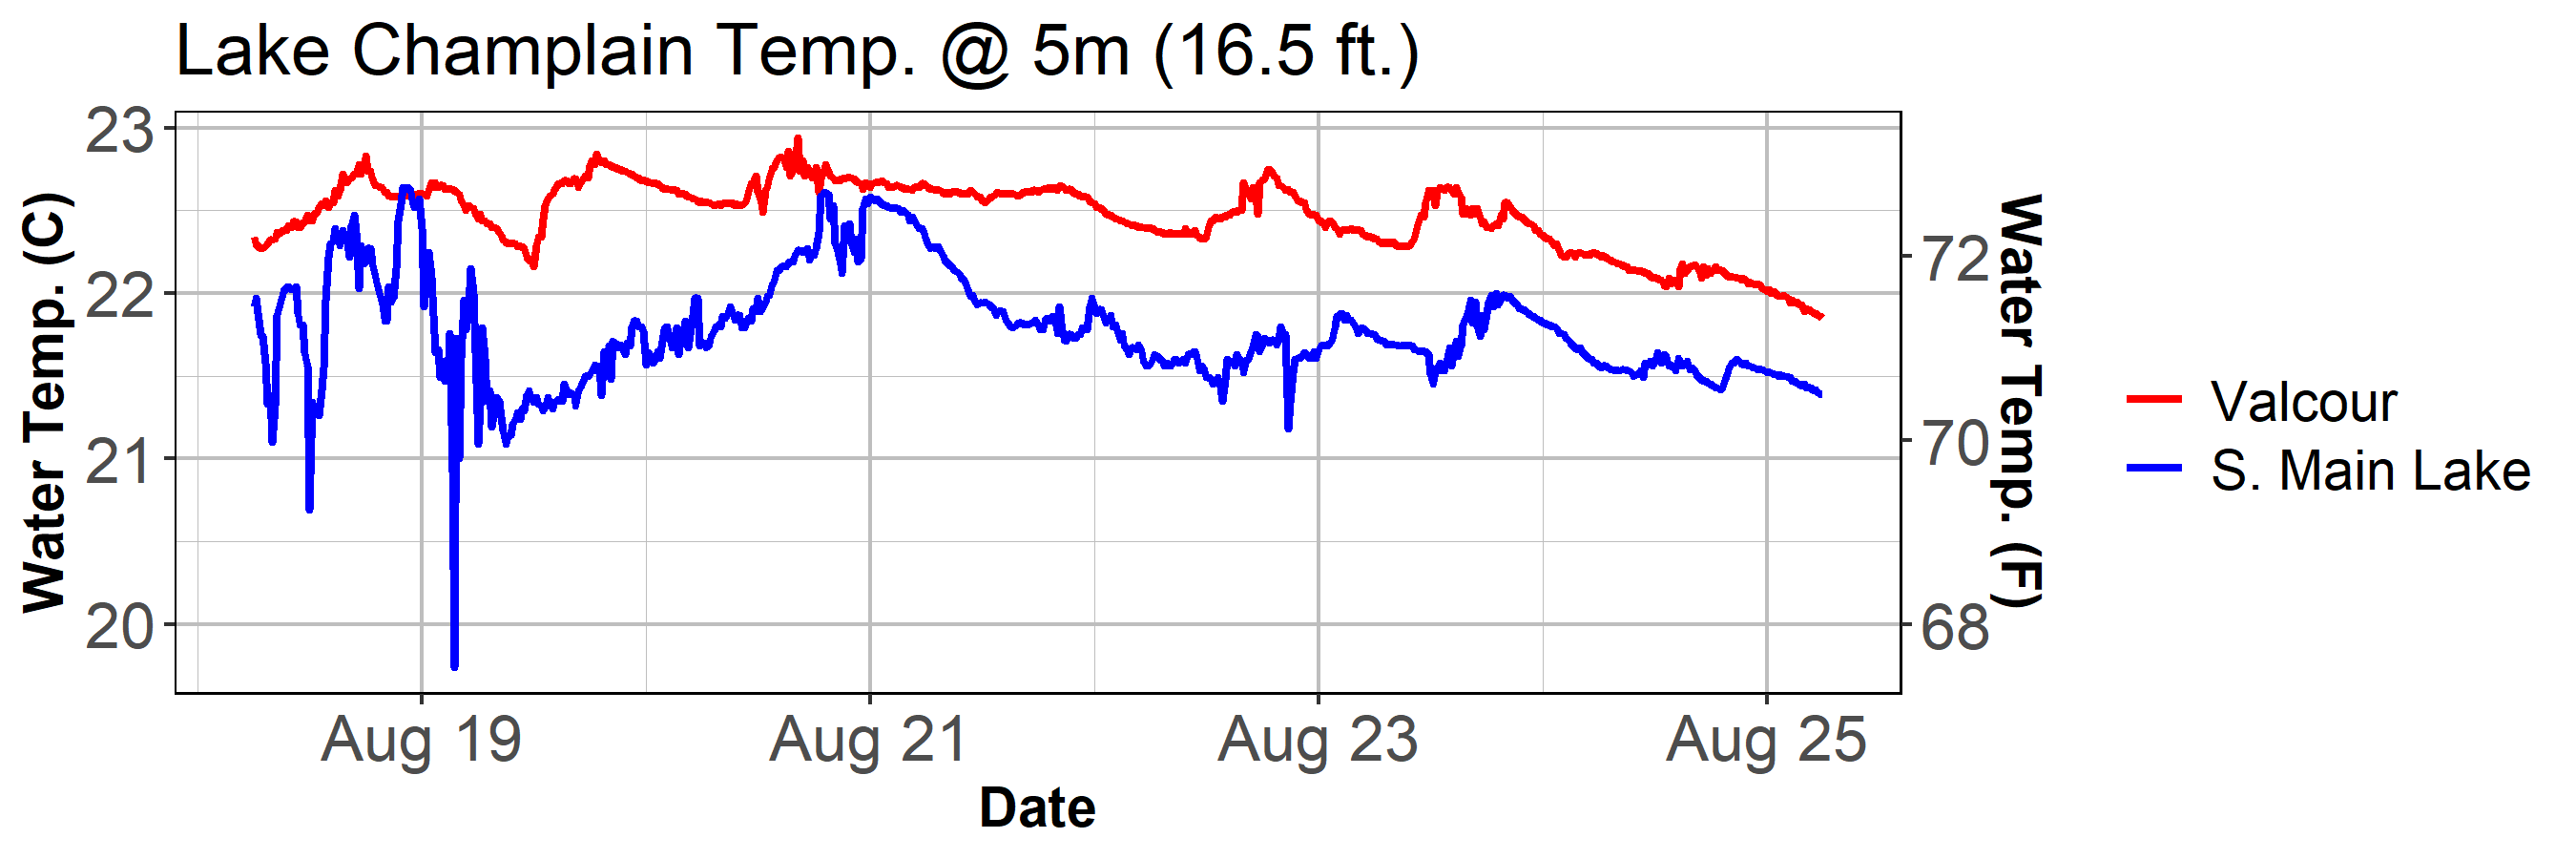 Lake Champlain Temp. @ 5m (16.5 ft.)
Water Temp. (C)
23
22
21
20
72
70
68
Water Temp. (F)
Aug 19
Aug 21
Aug 23
Aug 25
Date
Valcour
S. Main Lake